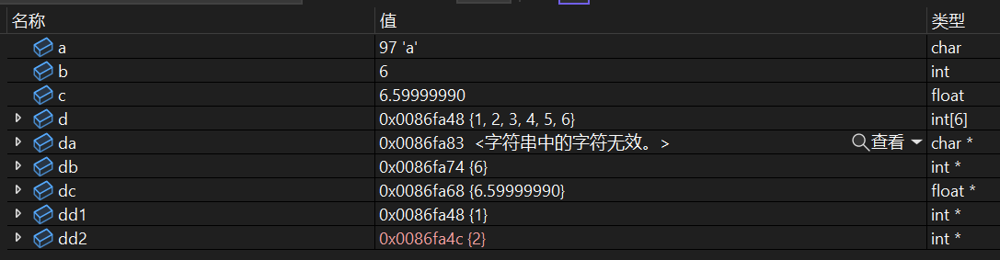 名称 值 类型
a 97 'a' char
b 6 int
c 6.59999990 float
d 0x0086fa48 {1, 2, 3, 4, 5, 6} int[6]
da 0x0086fa83 <字符串中的字符无效。> 查看 char *
db 0x0086fa74 {6} int *
dc 0x0086fa68 {6.59999990} float *
dd1 0x0086fa48 {1} int *
dd2 0x0086fa4c {2} int *